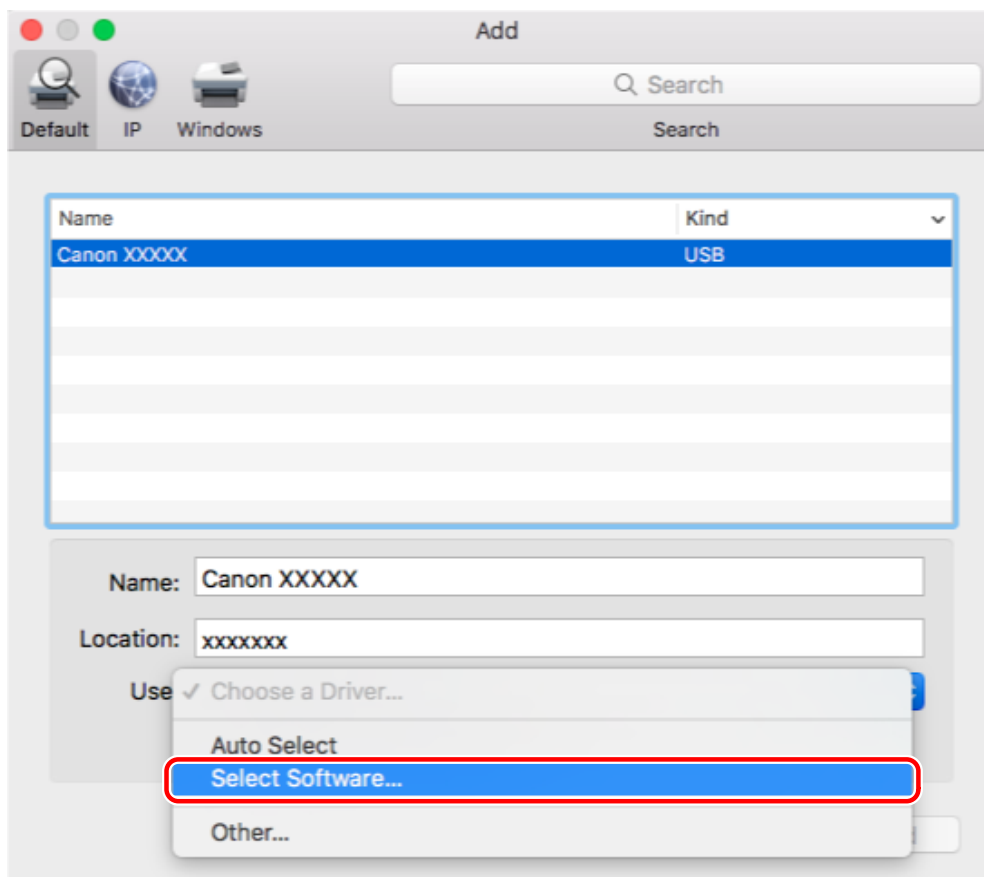 Add
Search
Default IP Windows Search
Name Kind
Canon XXXXX USB
Name: Canon XXXXX
Location: xxxxxxx
Use ✓ Choose a Driver...
Auto Select
Select Software...
Other...